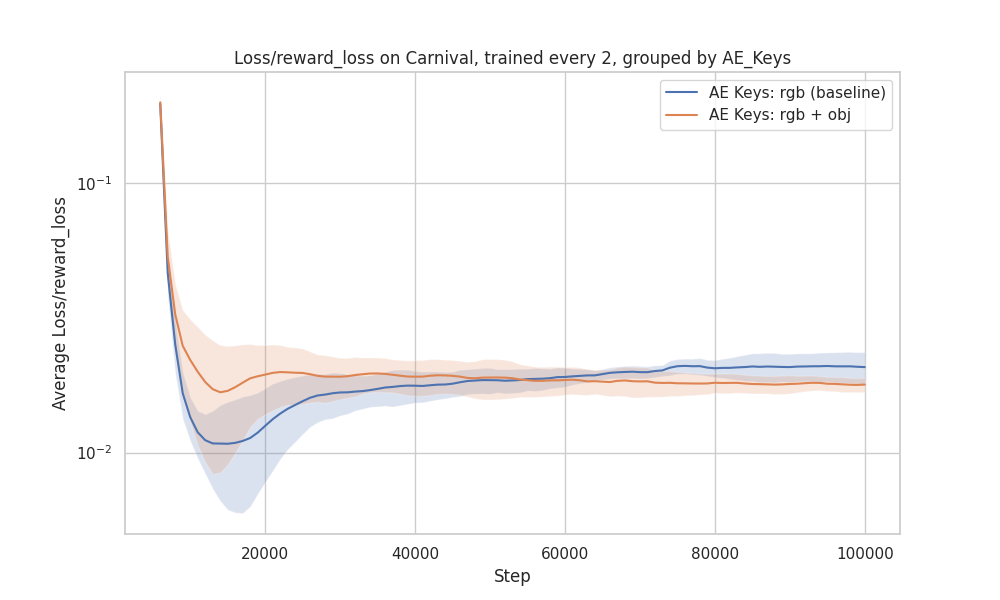 Loss/reward_loss on Carnival, trained every 2, grouped by AE_Keys
AE Keys: rgb (baseline)
AE Keys: rgb + obj
Average Loss/reward_loss
10⁻¹
10⁻²
20000 40000 60000 80000 100000
Step